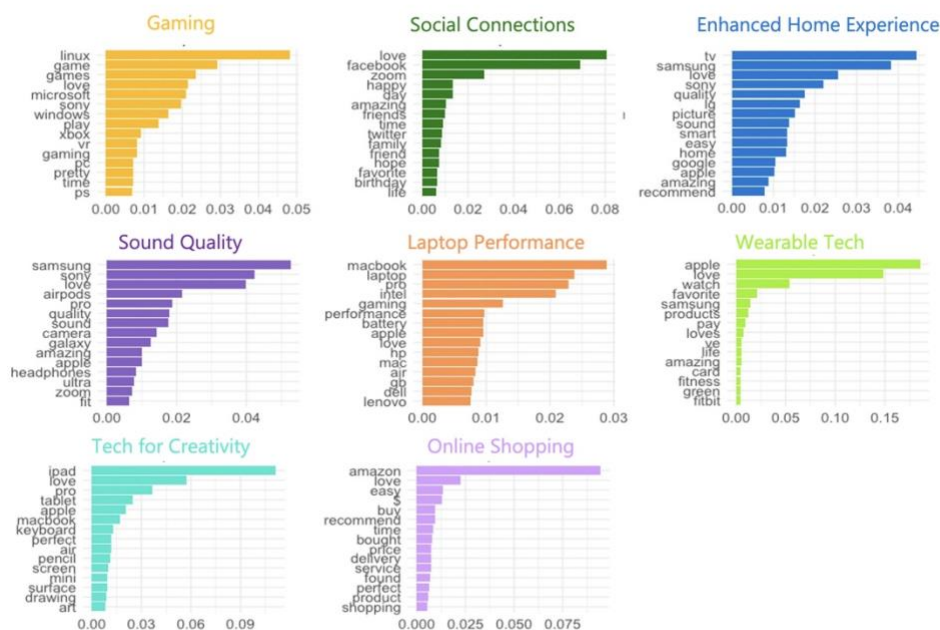 Gaming
linux
game
games
love
microsoft
sony
windows
play
xbox
vr
gaming
pc
pretty
time
ps
0.00 0.01 0.02 0.03 0.04 0.05
Social Connections
love
facebook
zoom
happy
day
amazing
friends
time
twitter
family
friend
hope
favorite
birthday
life
0.00 0.02 0.04 0.06 0.08
Enhanced Home Experience
tv
samsung
love
sony
quality
lg
picture
sound
smart
easy
home
google
apple
amazing
recommend
0.00 0.01 0.02 0.03 0.04
Sound Quality
samsung
sony
love
airpods
pro
quality
sound
camera
galaxy
amazing
apple
headphones
ultra
zoom
fit
0.00 0.02 0.04
Laptop Performance
macbook
laptop
pro
intel
gaming
performance
battery
apple
love
hp
mac
air
gb
dell
lenovo
0.00 0.01 0.02 0.03
Wearable Tech
apple
love
watch
favorite
samsung
products
pay
loves
ve
life
amazing
card
fitness
green
fitbit
0.00 0.05 0.10 0.15
Tech for Creativity
ipad
love
pro
tablet
apple
macbook
keyboard
perfect
air
pencil
screen
mini
surface
drawing
art
0.00 0.03 0.06 0.09
Online Shopping
amazon
love
easy
$
buy
recommend
time
bought
price
delivery
service
found
perfect
product
shopping
0.000 0.025 0.050 0.075